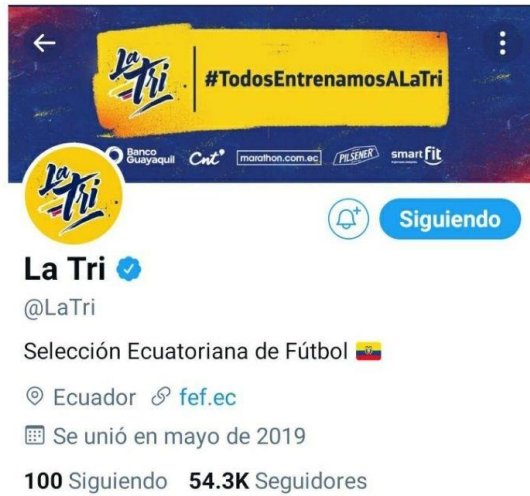 La
Tri
#TodosEntrenamosALaTri
Banco
Guayaquil
Cnt
marathon.com.ec
PILSENER
smart fit
La
Tri
Siguiendo
La Tri
@LaTri
Selección Ecuatoriana de Fútbol
Ecuador fef.ec
Se unió en mayo de 2019
100 Siguiendo 54.3K Seguidores